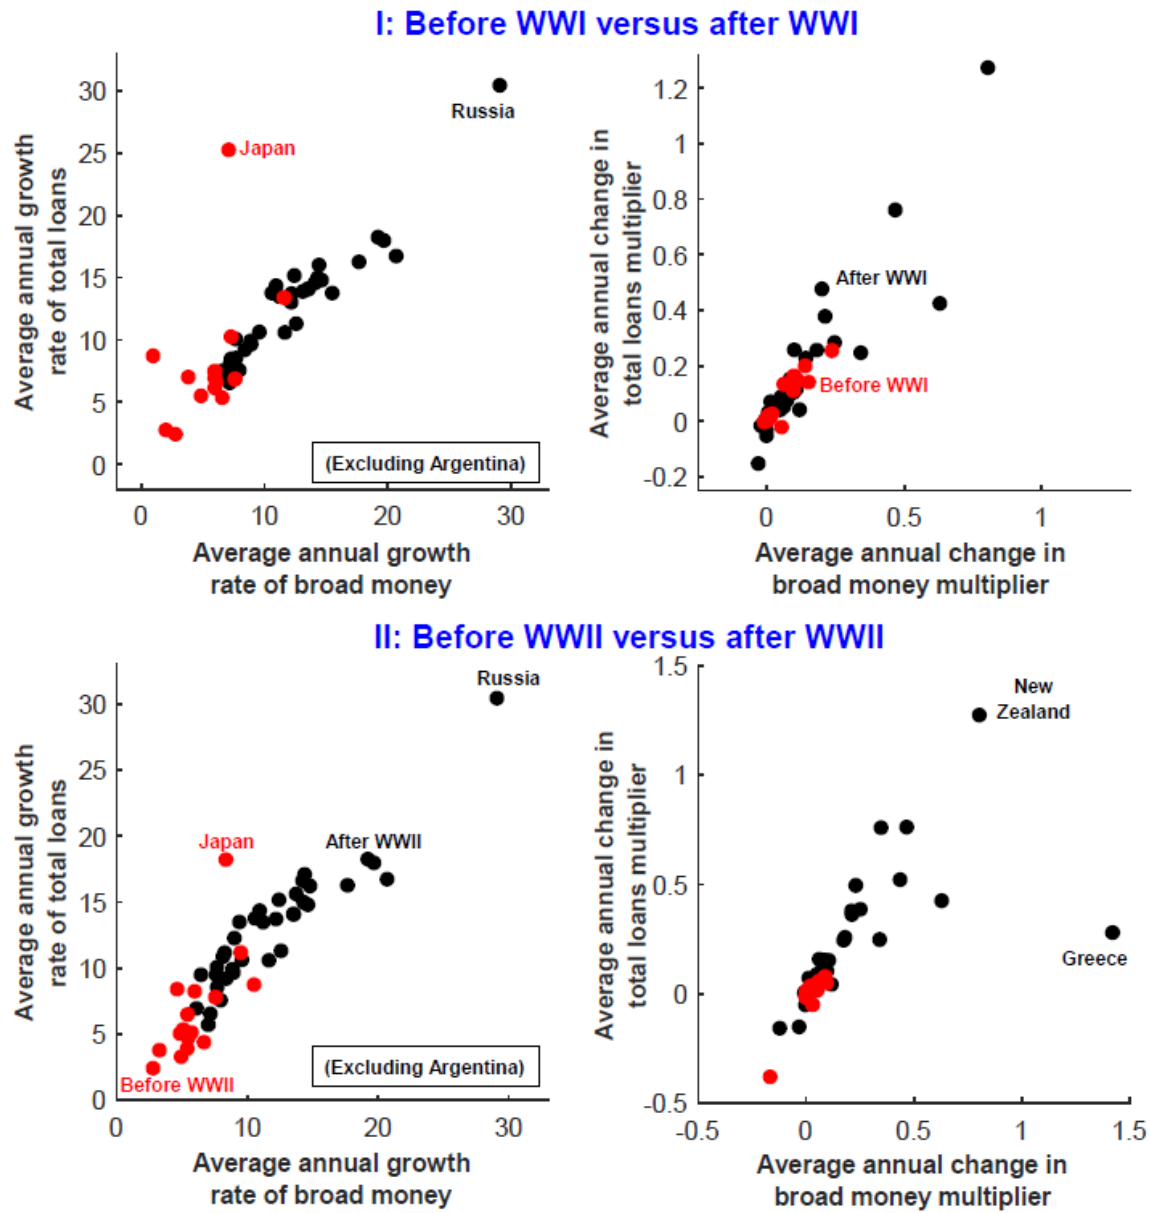 I: Before WWI versus after WWI
Average annual growth
rate of total loans
30
25
20
15
10
5
0
Russia
Japan
(Excluding Argentina)
0
10
20
30
Average annual growth
rate of broad money
Average annual change in
total loans multiplier
1.2
1
0.8
0.6
0.4
0.2
0
-0.2
After WWI
Before WWI
0
0.5
1
Average annual change in
broad money multiplier
II: Before WWII versus after WWII
Average annual growth
rate of total loans
30
25
20
15
10
5
0
Russia
Japan
After WWII
(Excluding Argentina)
Before WWII
0
10
20
30
Average annual growth
rate of broad money
Average annual change in
total loans multiplier
1.5
1
0.5
0
-0.5
New
Zealand
Greece
-0.5
0
0.5
1
1.5
Average annual change in
broad money multiplier